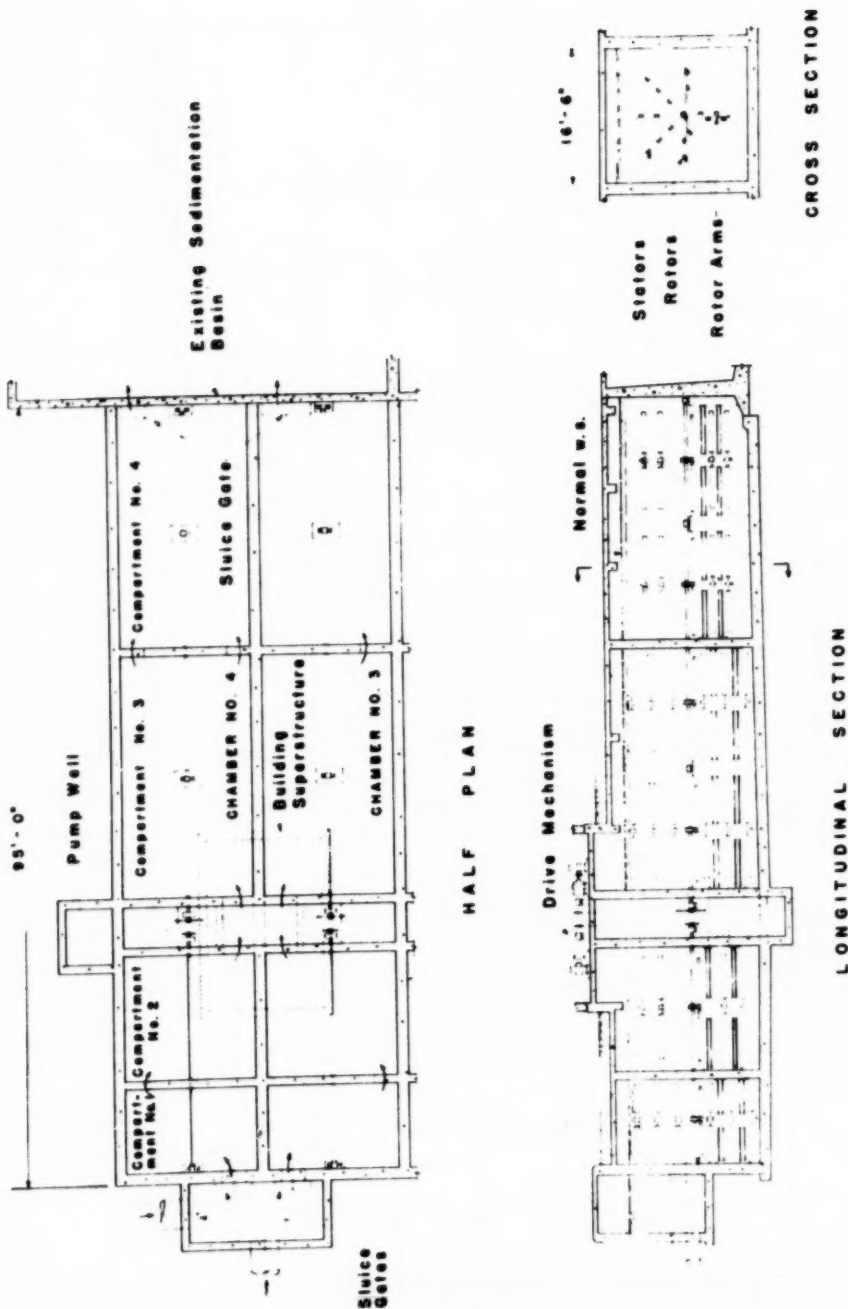 95'-0"
Pump Well
Existing Sedimentation
Basin
Compart-
ment No. 1
Compartment
No. 2
Compartment No. 3
Compartment No. 4
Sluice Gate
CHAMBER NO. 4
Building
Superstructure
CHAMBER NO. 3
Sluice
Gates
HALF PLAN
Drive Mechanism
Normal w.s.
LONGITUDINAL SECTION
16'-6"
Stators
Rotors
Rotor Arms
CROSS SECTION